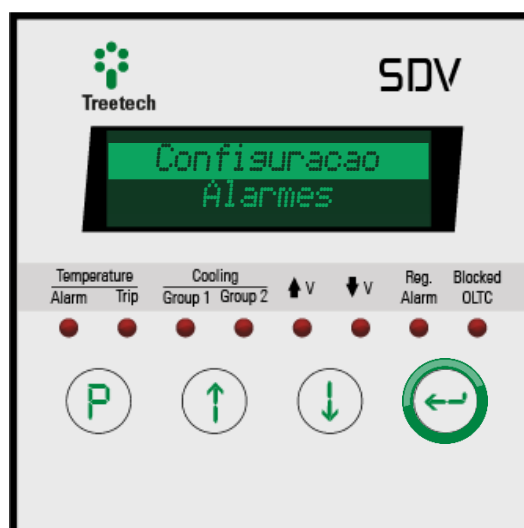 Treetech
SDV
Configuracao
Alarmes
Temperature
Alarm Trip
Cooling
Group 1 Group 2
V
V
Reg.
Alarm
Blocked
OLTC
P